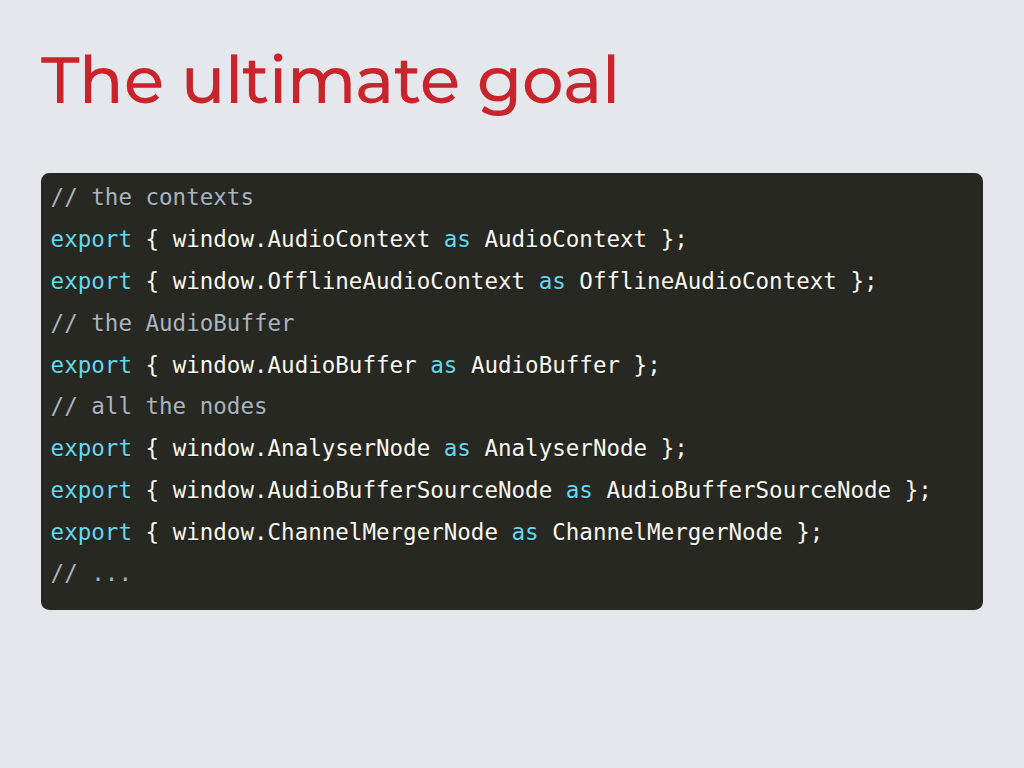 The ultimate goal
// the contexts
export { window.AudioContext as AudioContext };
export { window.OfflineAudioContext as OfflineAudioContext };
// the AudioBuffer
export { window.AudioBuffer as AudioBuffer };
// all the nodes
export { window.AnalyserNode as AnalyserNode };
export { window.AudioBufferSourceNode as AudioBufferSourceNode };
export { window.ChannelMergerNode as ChannelMergerNode };
// ...